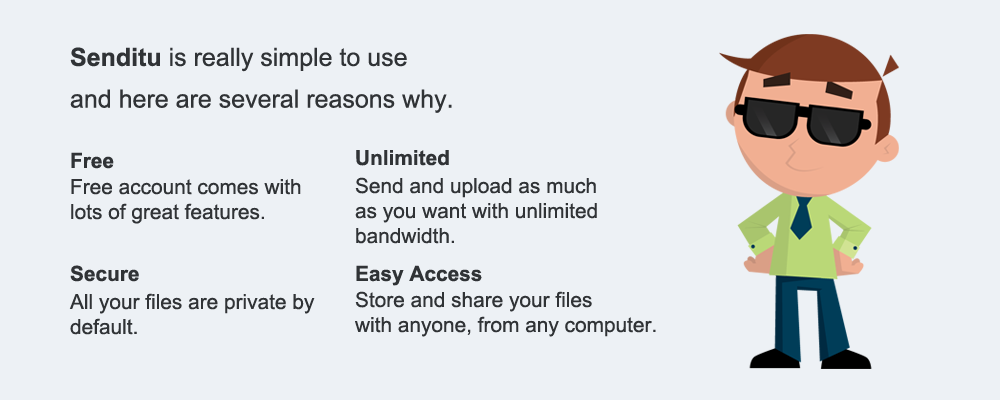 Senditu is really simple to use
and here are several reasons why.
Free
Free account comes with
lots of great features.
Unlimited
Send and upload as much
as you want with unlimited
bandwidth.
Secure
All your files are private by
default.
Easy Access
Store and share your files
with anyone, from any computer.